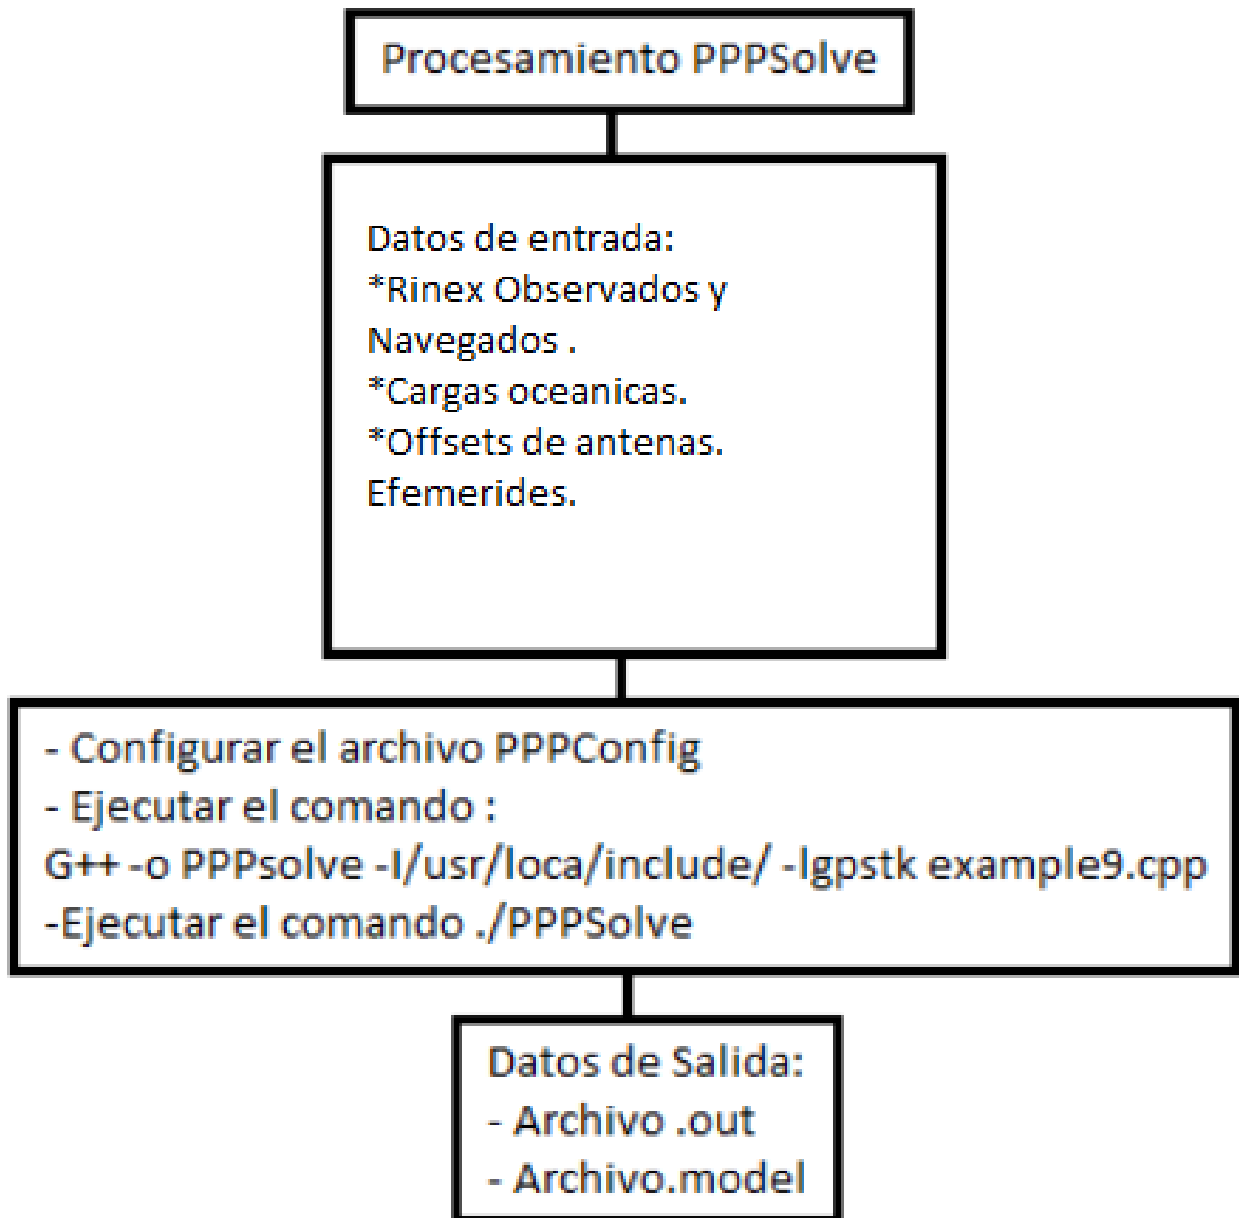 Procesamiento PPPSolve
Datos de entrada:
*Rinex Observados y
Navegados .
*Cargas oceanicas.
*Offsets de antenas.
Efemerides.
- Configurar el archivo PPPConfig
- Ejecutar el comando :
G++ -o PPPsolve -I/usr/loca/include/ -lgpstk example9.cpp
-Ejecutar el comando ./PPPSolve
Datos de Salida:
- Archivo .out
- Archivo.model